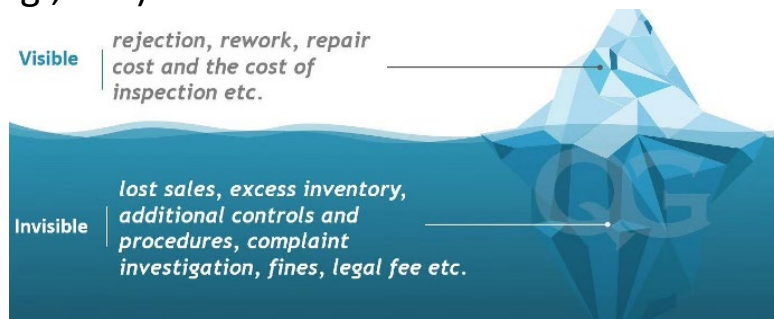 Visible
rejection, rework, repair
cost and the cost of
inspection etc.
Invisible
lost sales, excess inventory,
additional controls and
procedures, complaint
investigation, fines, legal fee etc.
QG